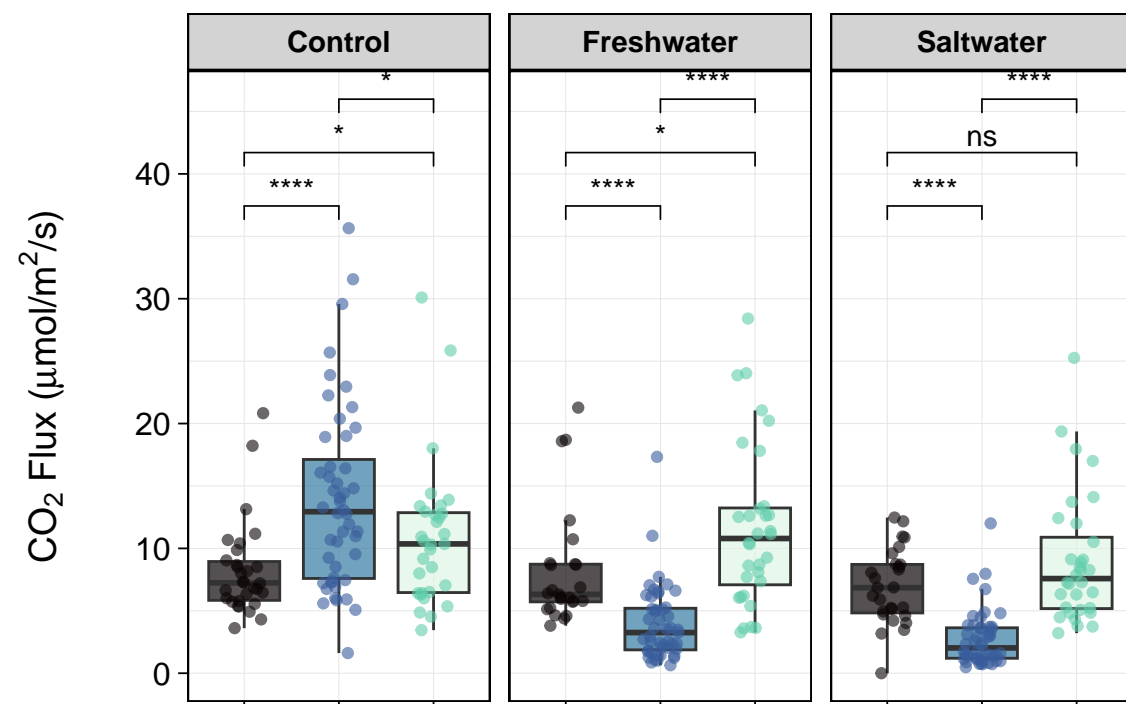 Control Freshwater Saltwater
* **** ****
* * ns
**** **** ****
CO₂ Flux (μmol/m²/s)
40
30
20
10
0